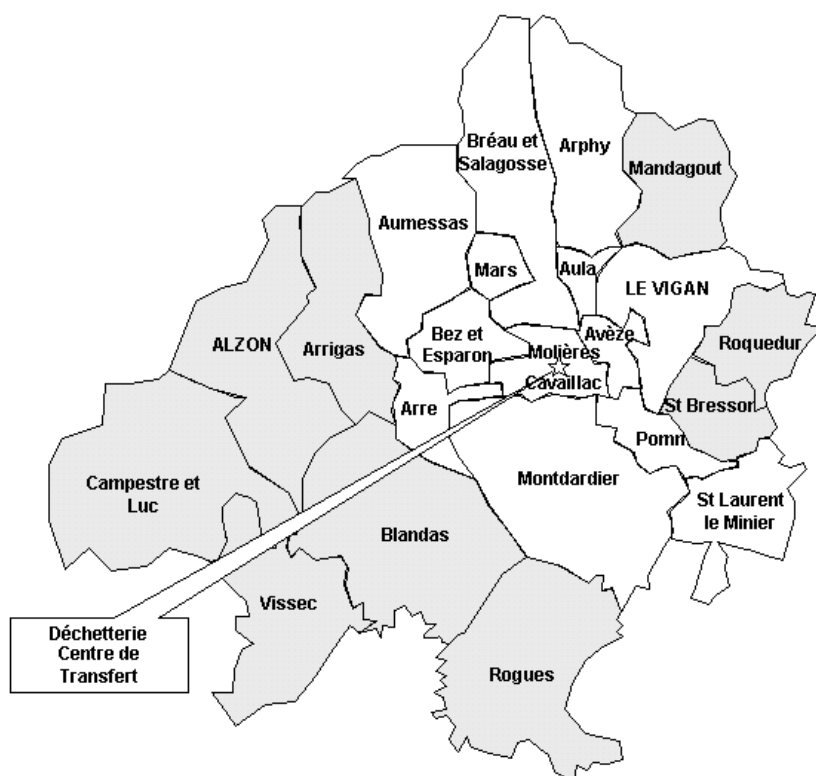 Bréau et
Salagosse
Arphy
Mandagout
Aumessas
Mars
Aula
LE VIGAN
ALZON
Arrigas
Bez et
Esparon
Molières
Avèze
Roquedur
Cavaillac
Arre
St Bresson
Pomm
Campestre et
Luc
Montdardier
St Laurent
le Minier
Blandas
Vissec
Déchetterie
Centre de
Transfert
Rogues